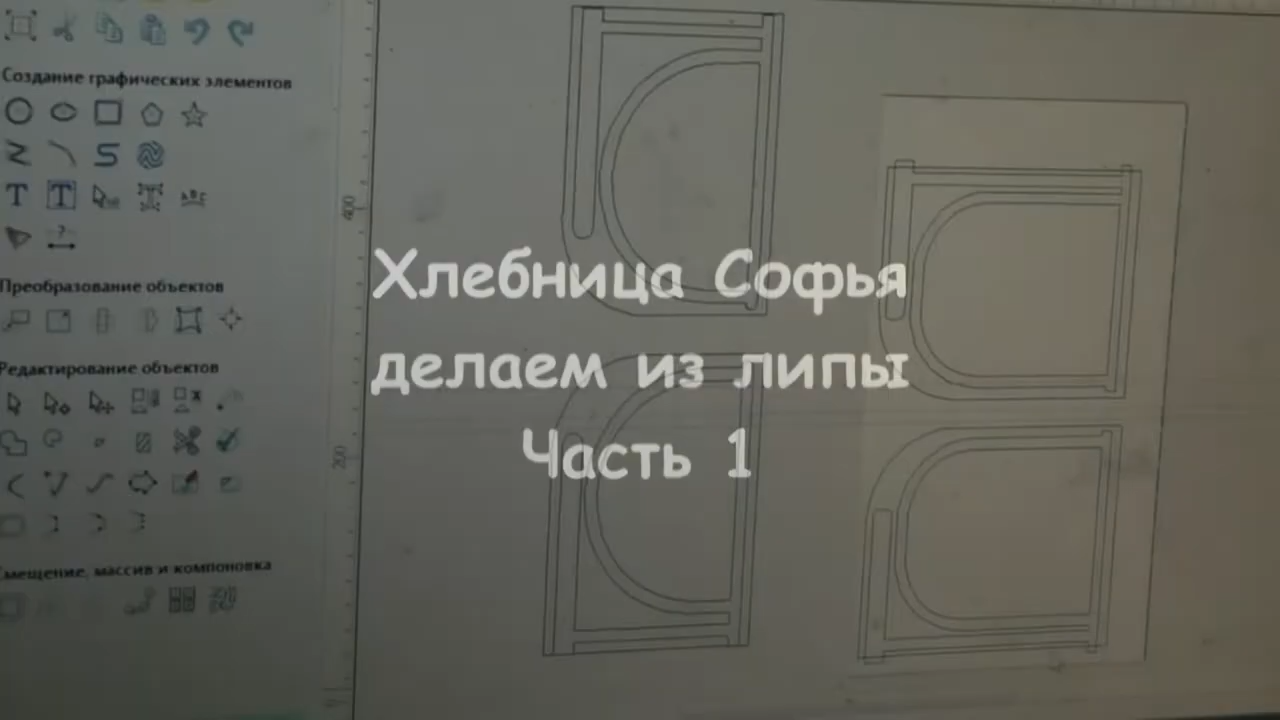 Создание графических элементов
Преобразование объектов
Редактирование объектов
Смещение, массив и компоновка
400
200
Хлебница Софья
делаем из липы
Часть 1